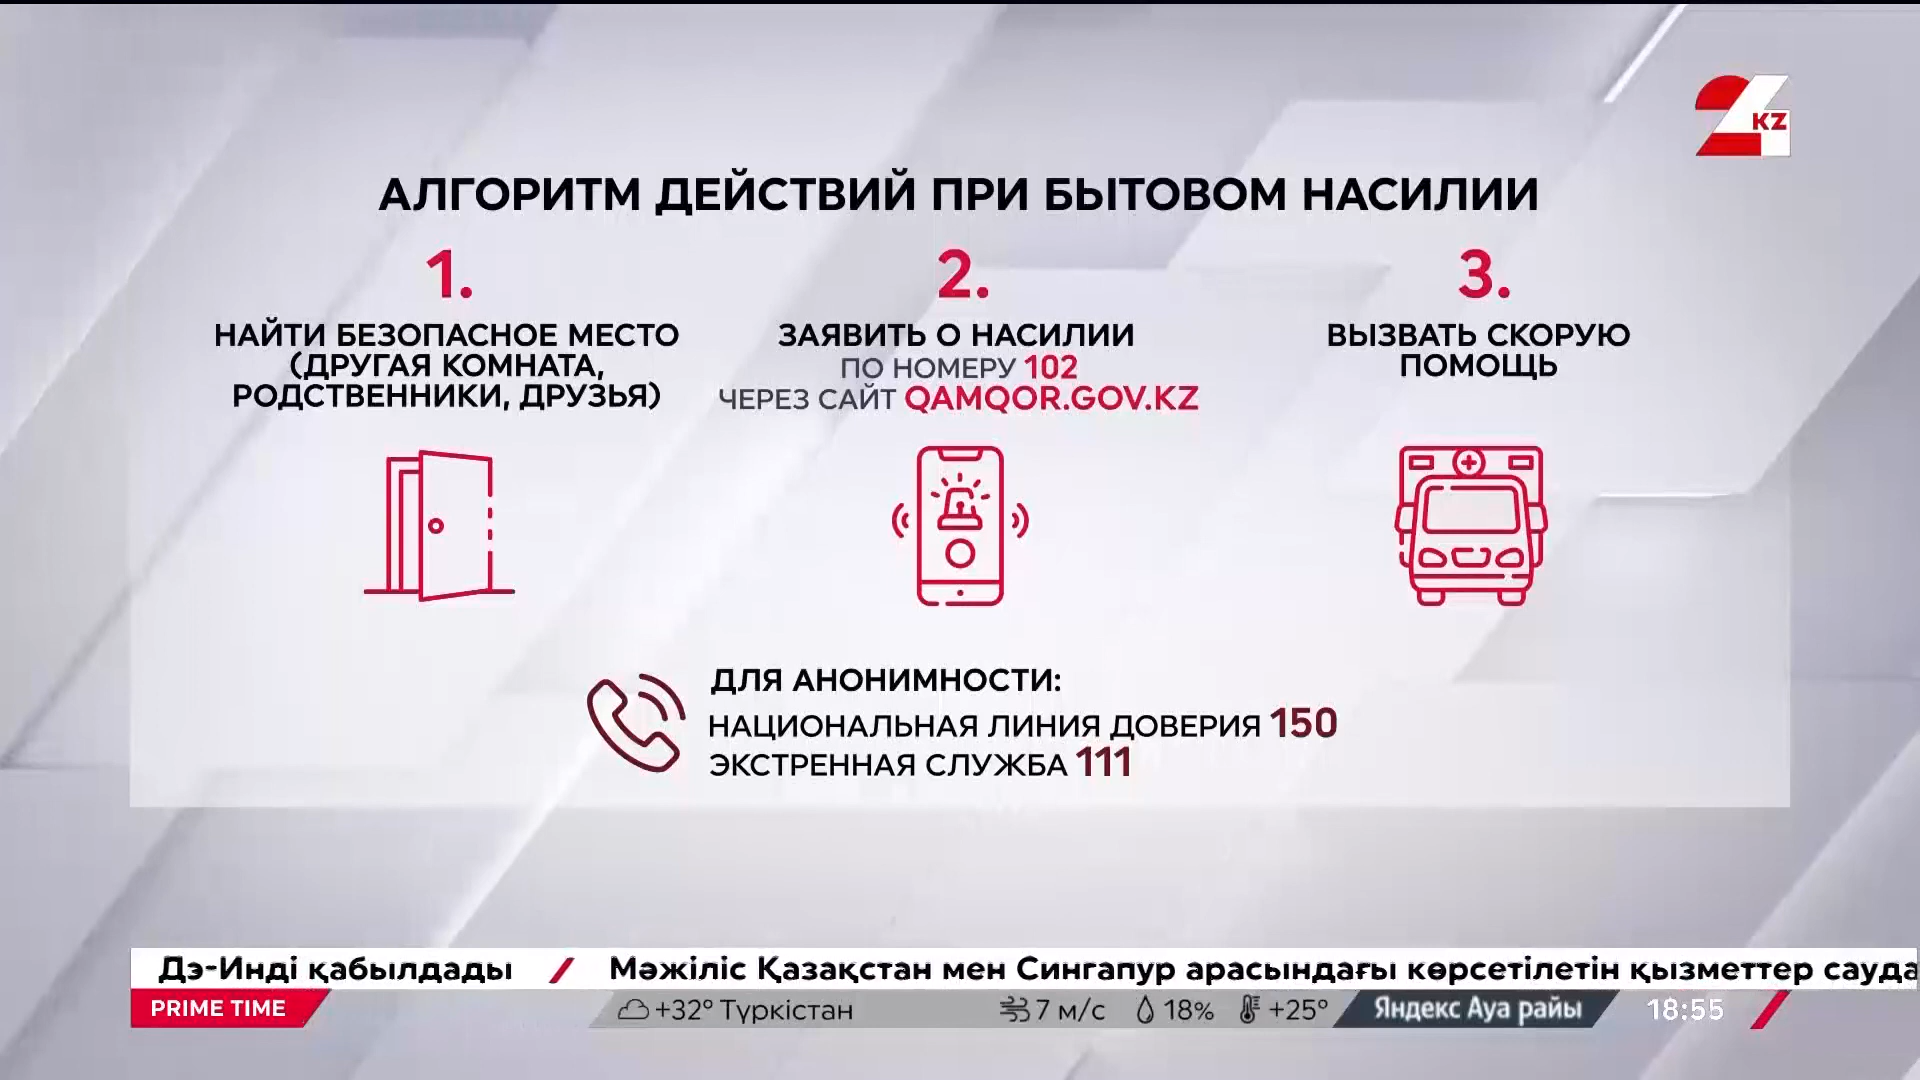 24 KZ
АЛГОРИТМ ДЕЙСТВИЙ ПРИ БЫТОВОМ НАСИЛИИ
1.
НАЙТИ БЕЗОПАСНОЕ МЕСТО
(ДРУГАЯ КОМНАТА,
РОДСТВЕННИКИ, ДРУЗЬЯ)
2.
ЗАЯВИТЬ О НАСИЛИИ
ПО НОМЕРУ 102
ЧЕРЕЗ САЙТ QAMQOR.GOV.KZ
3.
ВЫЗВАТЬ СКОРУЮ
ПОМОЩЬ
ДЛЯ АНОНИМНОСТИ:
НАЦИОНАЛЬНАЯ ЛИНИЯ ДОВЕРИЯ 150
ЭКСТРЕННАЯ СЛУЖБА 111
Дэ-Инді қабылдады / Мәжіліс Қазақстан мен Сингапур арасындағы көрсетілетін қызметтер сауда
PRIME TIME +32° Түркістан 7 м/с 18% +25° Яндекс Ауа райы 18:55